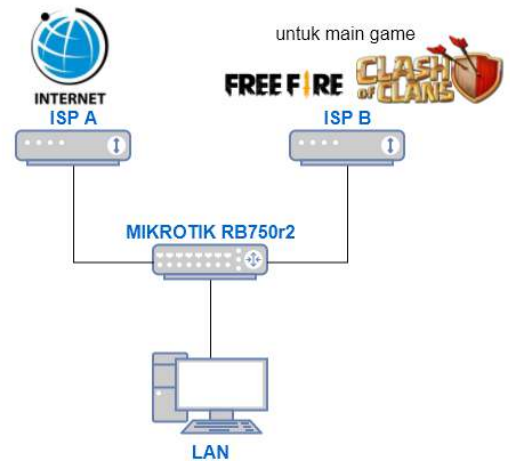 untuk main game
FREE FIRE
CLASH
OF CLANS
INTERNET
ISP A
ISP B
MIKROTIK RB750r2
LAN